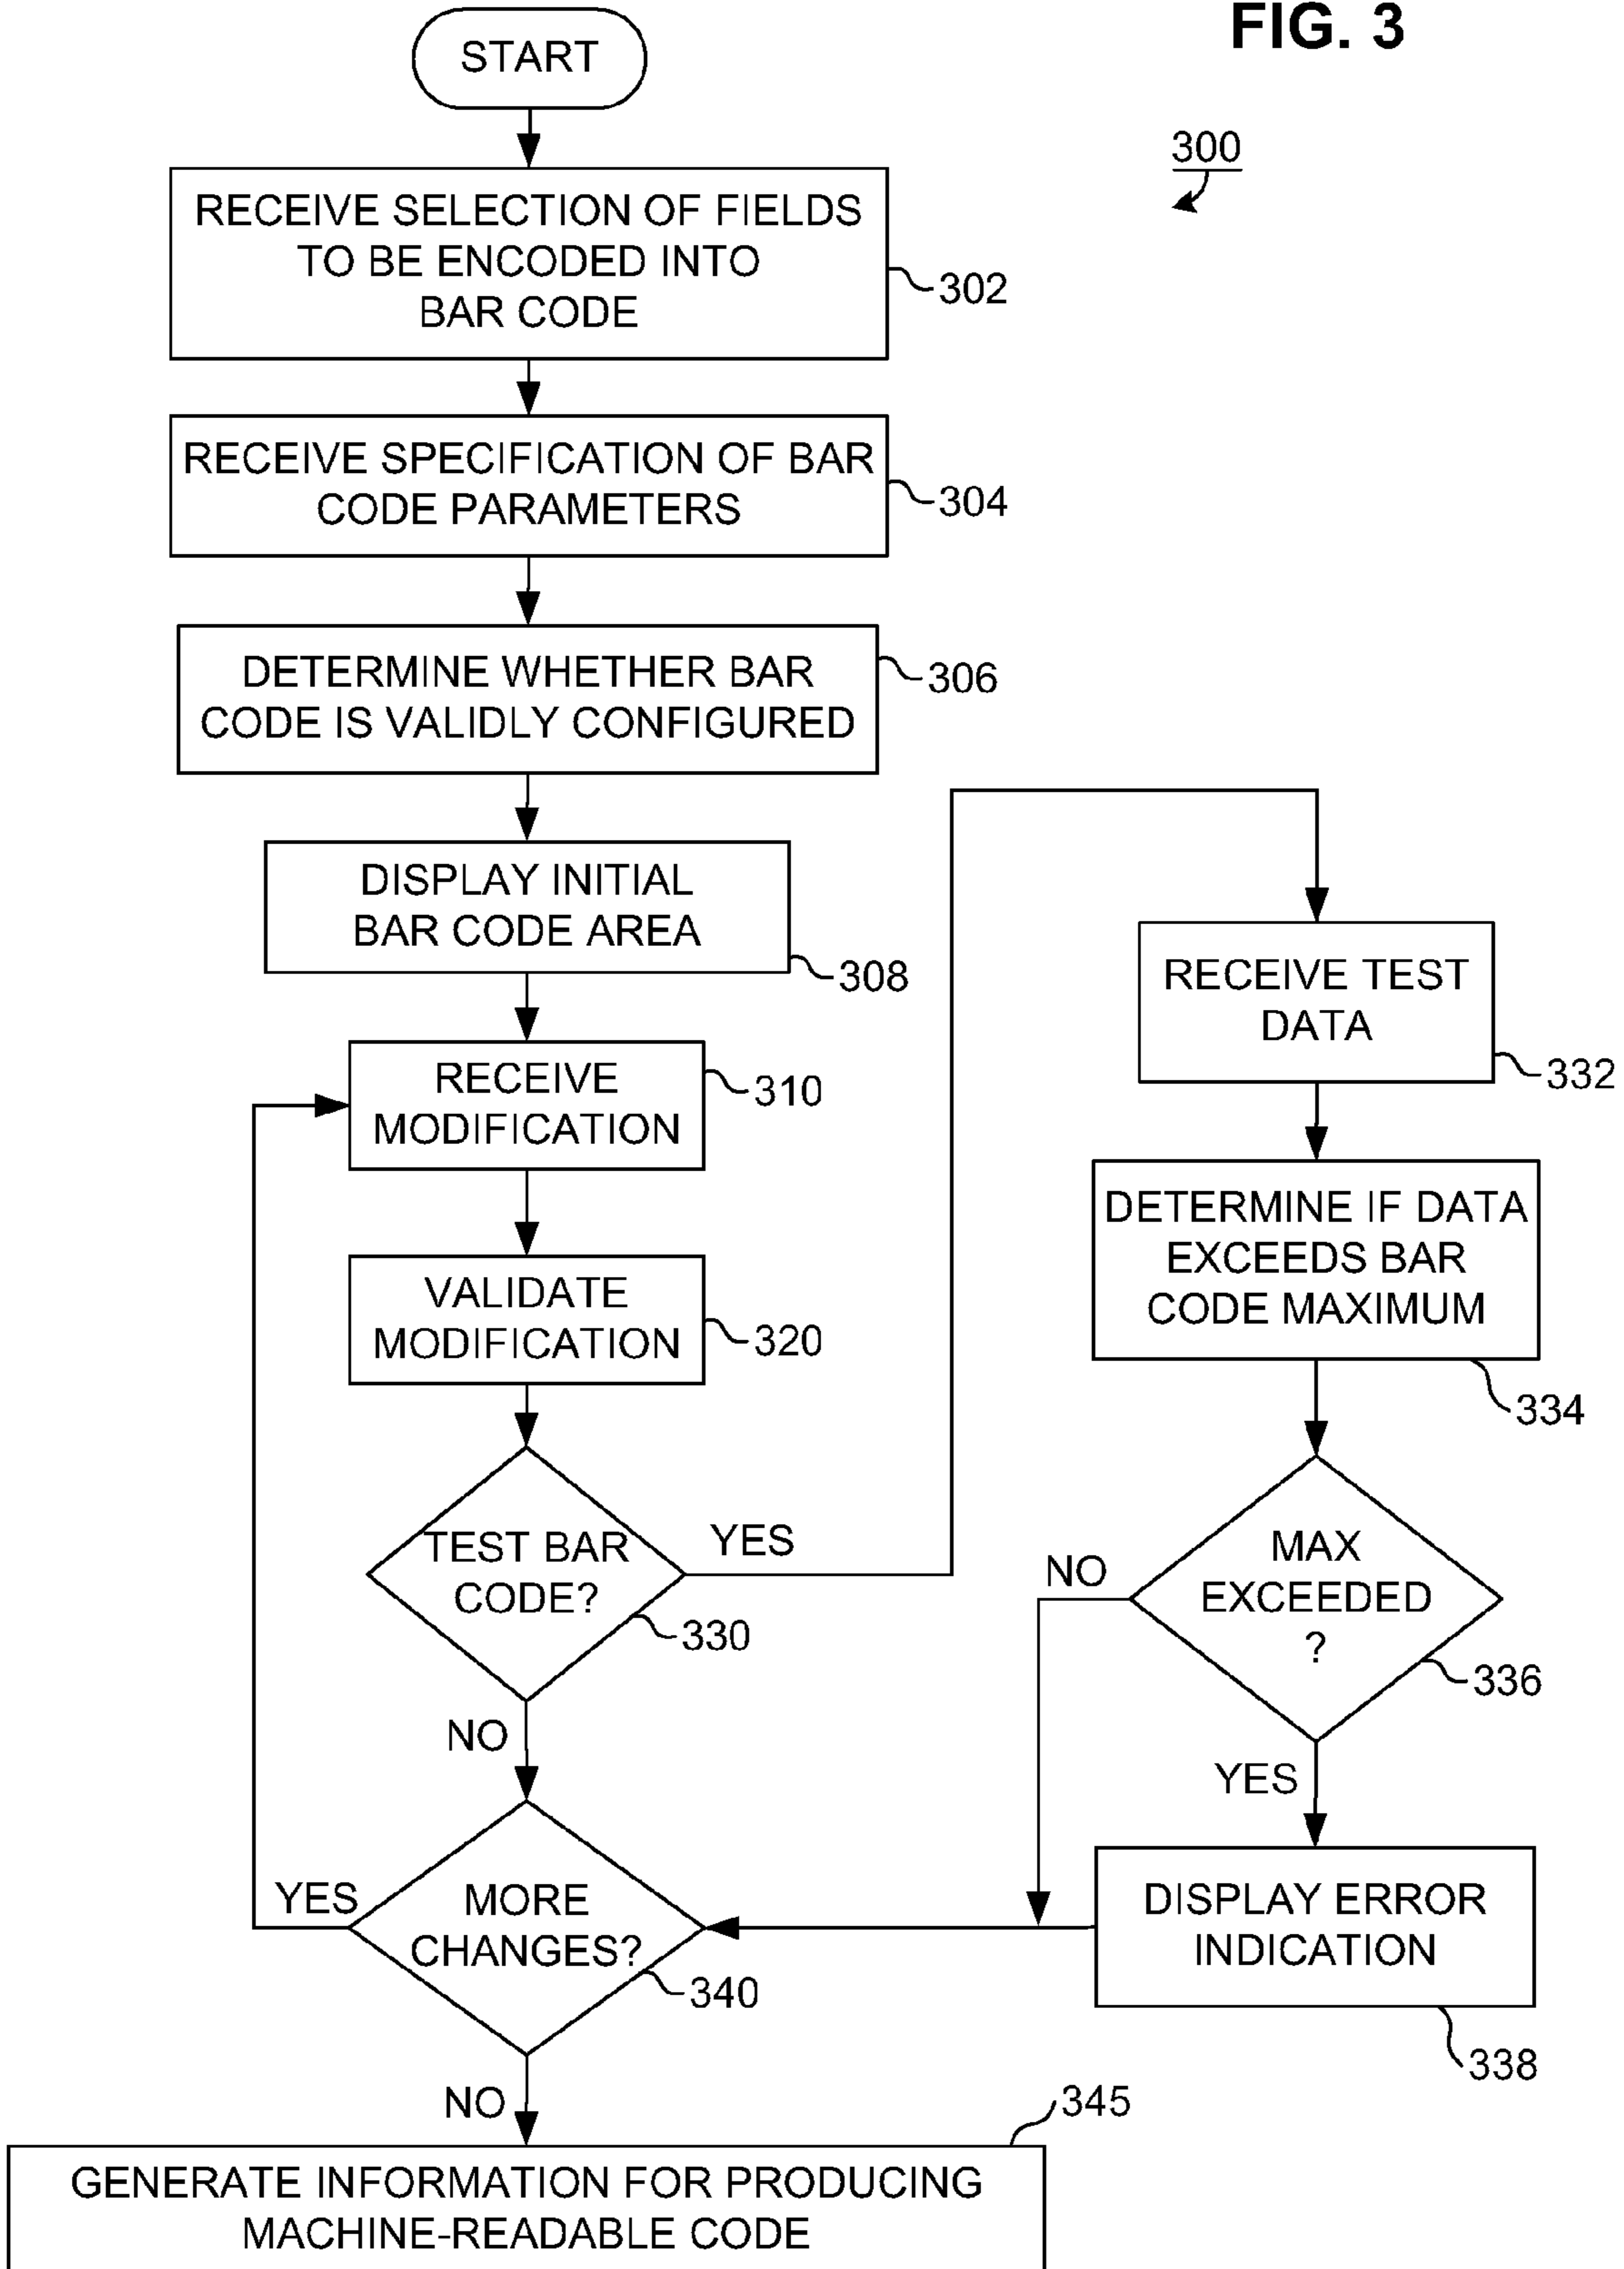 FIG. 3
300
START
RECEIVE SELECTION OF FIELDS
TO BE ENCODED INTO
BAR CODE
302
RECEIVE SPECIFICATION OF BAR
CODE PARAMETERS
304
DETERMINE WHETHER BAR
CODE IS VALIDLY CONFIGURED
306
DISPLAY INITIAL
BAR CODE AREA
308
RECEIVE
MODIFICATION
310
VALIDATE
MODIFICATION
320
TEST BAR
CODE?
330
YES
NO
RECEIVE TEST
DATA
332
DETERMINE IF DATA
EXCEEDS BAR
CODE MAXIMUM
334
MAX
EXCEEDED
?
336
NO
YES
DISPLAY ERROR
INDICATION
338
MORE
CHANGES?
340
YES
NO
345
GENERATE INFORMATION FOR PRODUCING
MACHINE-READABLE CODE